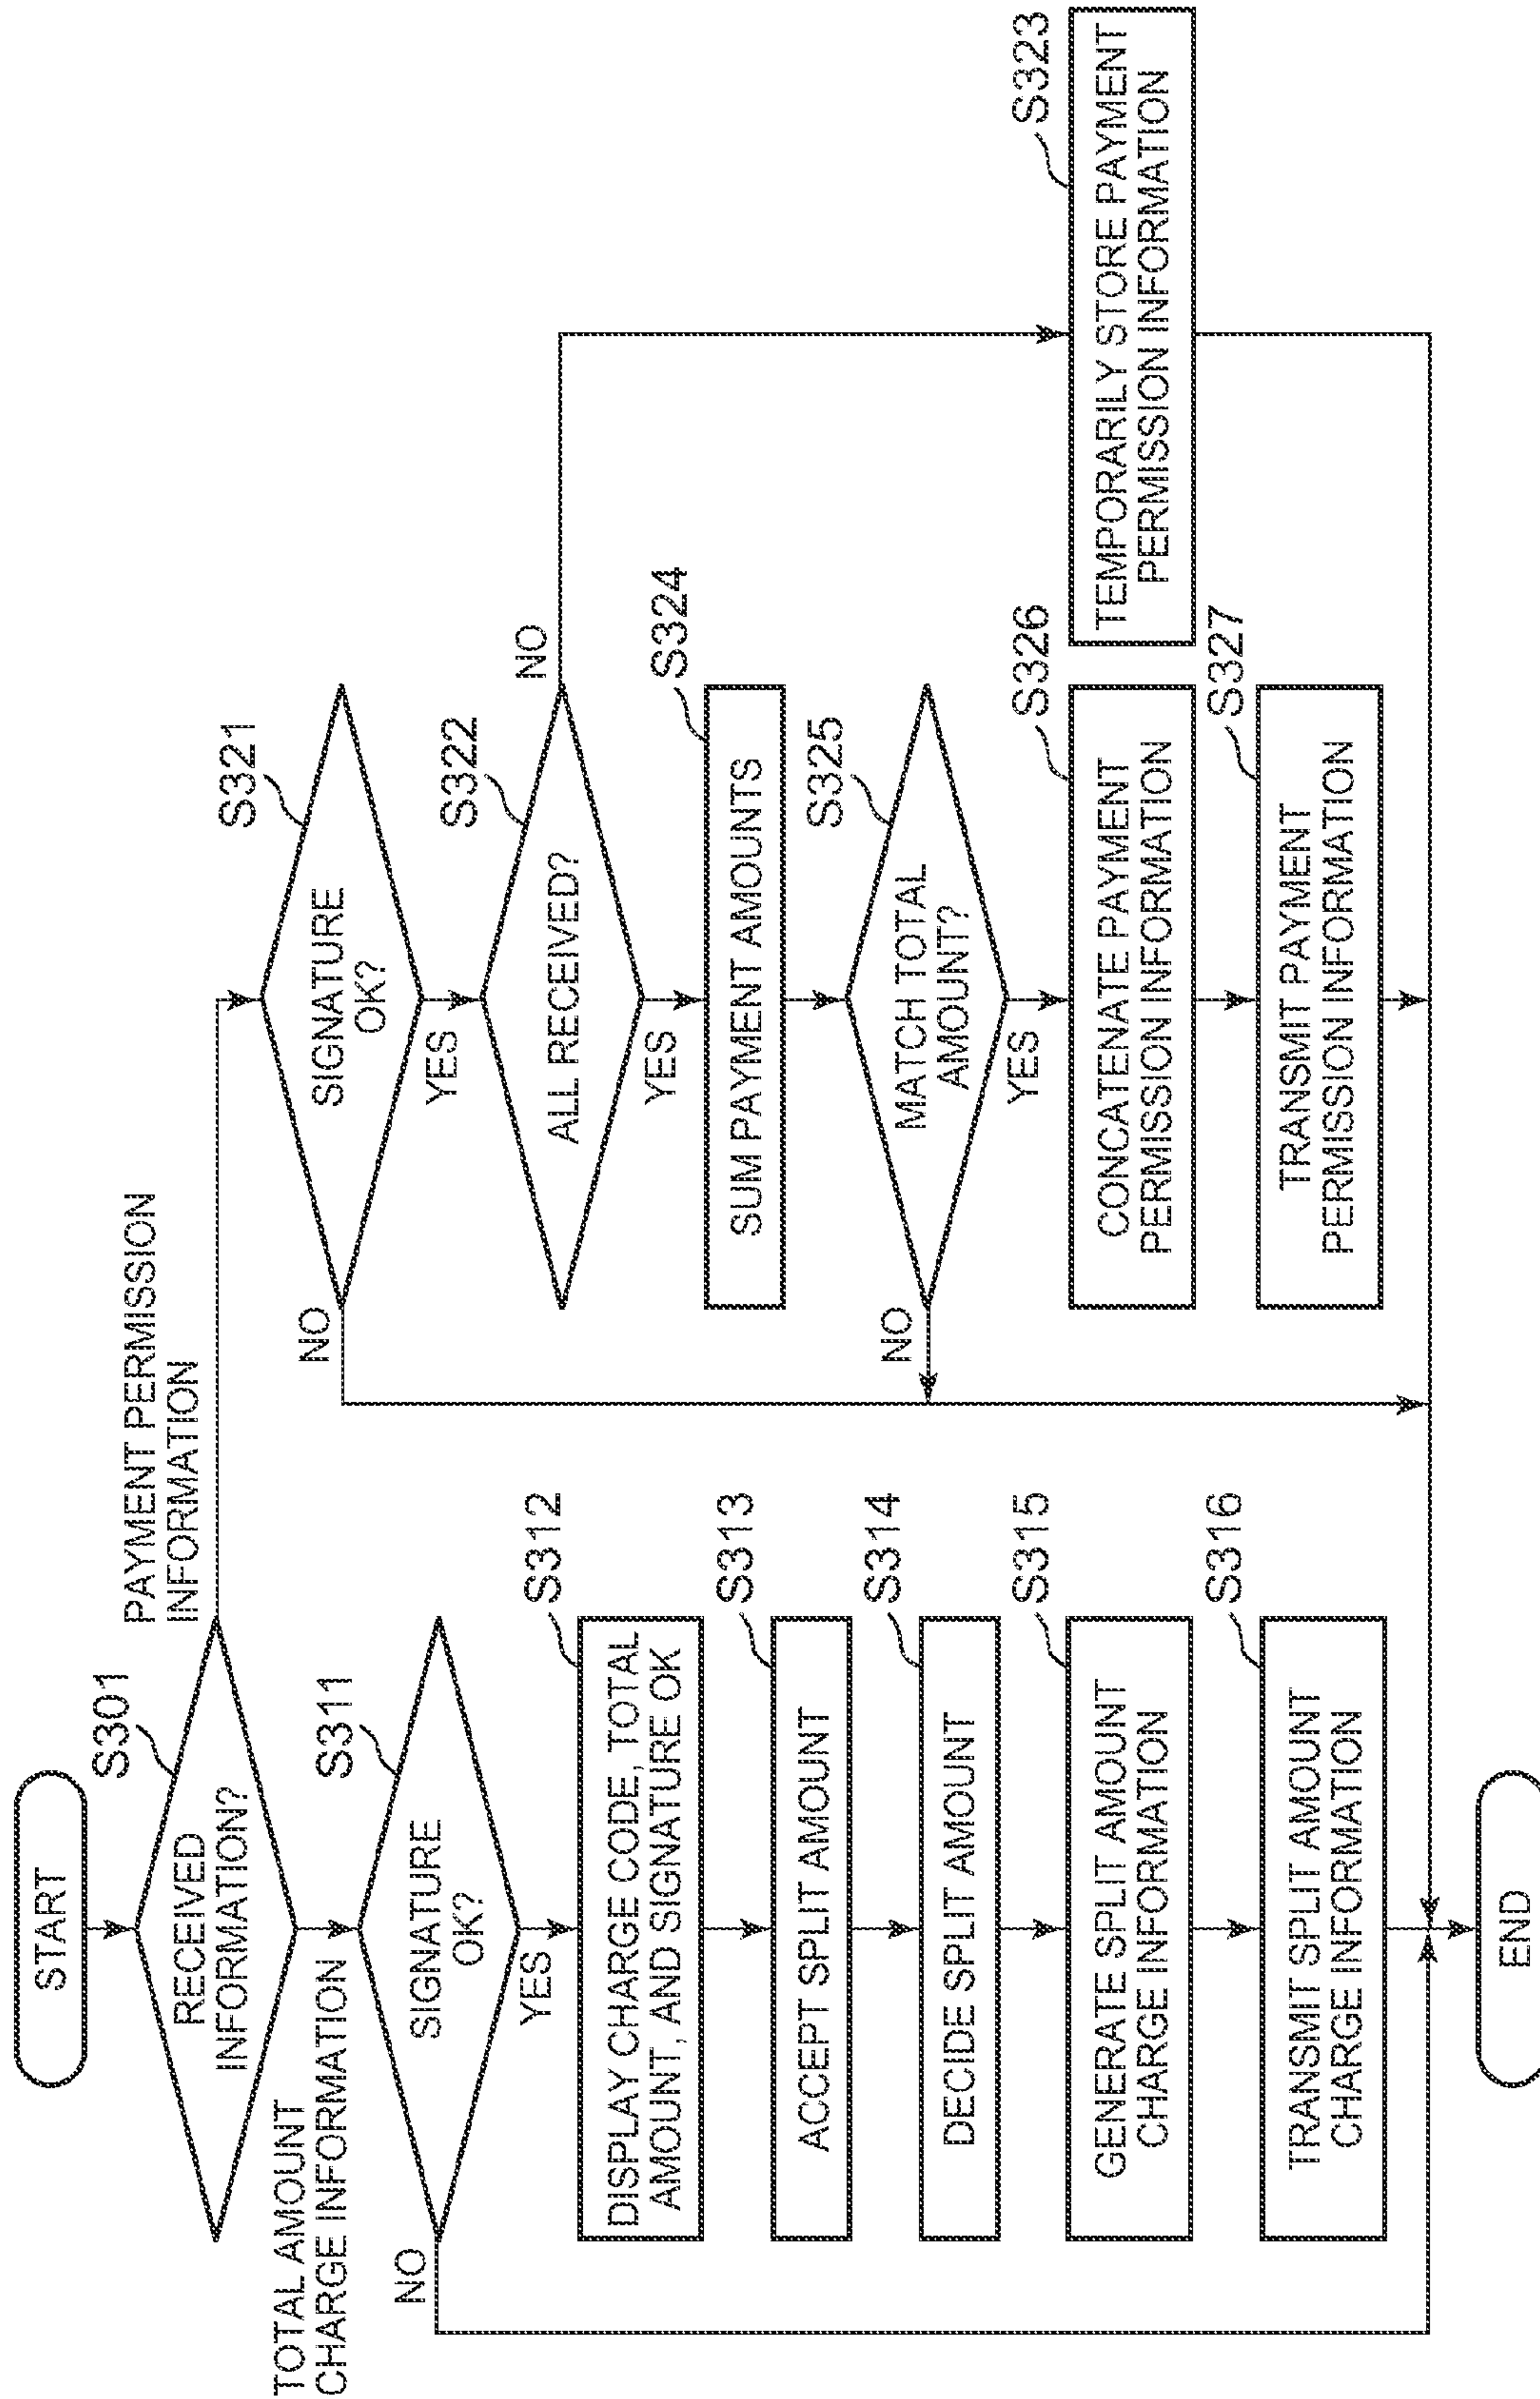 START
S301
RECEIVED
INFORMATION?
PAYMENT PERMISSION
INFORMATION
TOTAL AMOUNT
CHARGE INFORMATION
S311
SIGNATURE
OK?
NO
YES
S312
DISPLAY CHARGE CODE, TOTAL
AMOUNT, AND SIGNATURE OK
S313
ACCEPT SPLIT AMOUNT
S314
DECIDE SPLIT AMOUNT
S315
GENERATE SPLIT AMOUNT
CHARGE INFORMATION
S316
TRANSMIT SPLIT AMOUNT
CHARGE INFORMATION
END
S321
SIGNATURE
OK?
NO
YES
S322
ALL RECEIVED?
NO
YES
S324
SUM PAYMENT AMOUNTS
S325
MATCH TOTAL
AMOUNT?
NO
YES
S326
CONCATENATE PAYMENT
PERMISSION INFORMATION
S327
TRANSMIT PAYMENT
PERMISSION INFORMATION
S323
TEMPORARILY STORE PAYMENT
PERMISSION INFORMATION